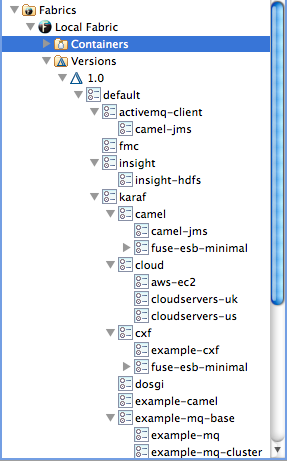 Fabrics
Local Fabric
Containers
Versions
1.0
default
activemq-client
camel-jms
fmc
insight
insight-hdfs
karaf
camel
camel-jms
fuse-esb-minimal
cloud
aws-ec2
cloudservers-uk
cloudservers-us
cxf
example-cxf
fuse-esb-minimal
dosgi
example-camel
example-mq-base
example-mq
example-mq-cluster